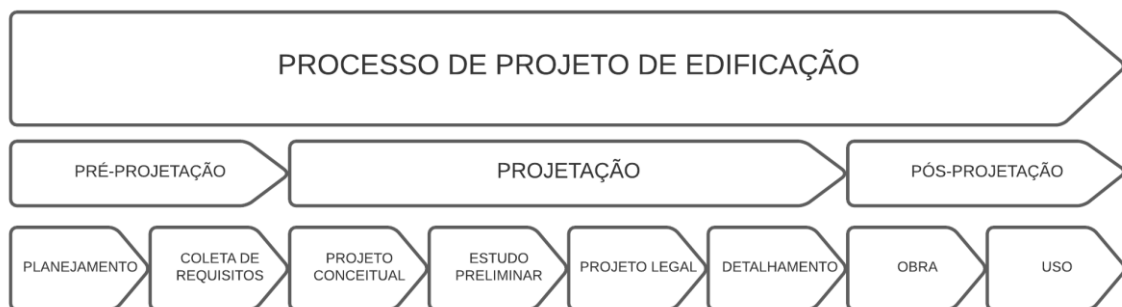 PROCESSO DE PROJETO DE EDIFICAÇÃO
PRÉ-PROJETAÇÃO
PROJETAÇÃO
PÓS-PROJETAÇÃO
PLANEJAMENTO
COLETA DE
REQUISITOS
PROJETO
CONCEITUAL
ESTUDO
PRELIMINAR
PROJETO LEGAL
DETALHAMENTO
OBRA
USO